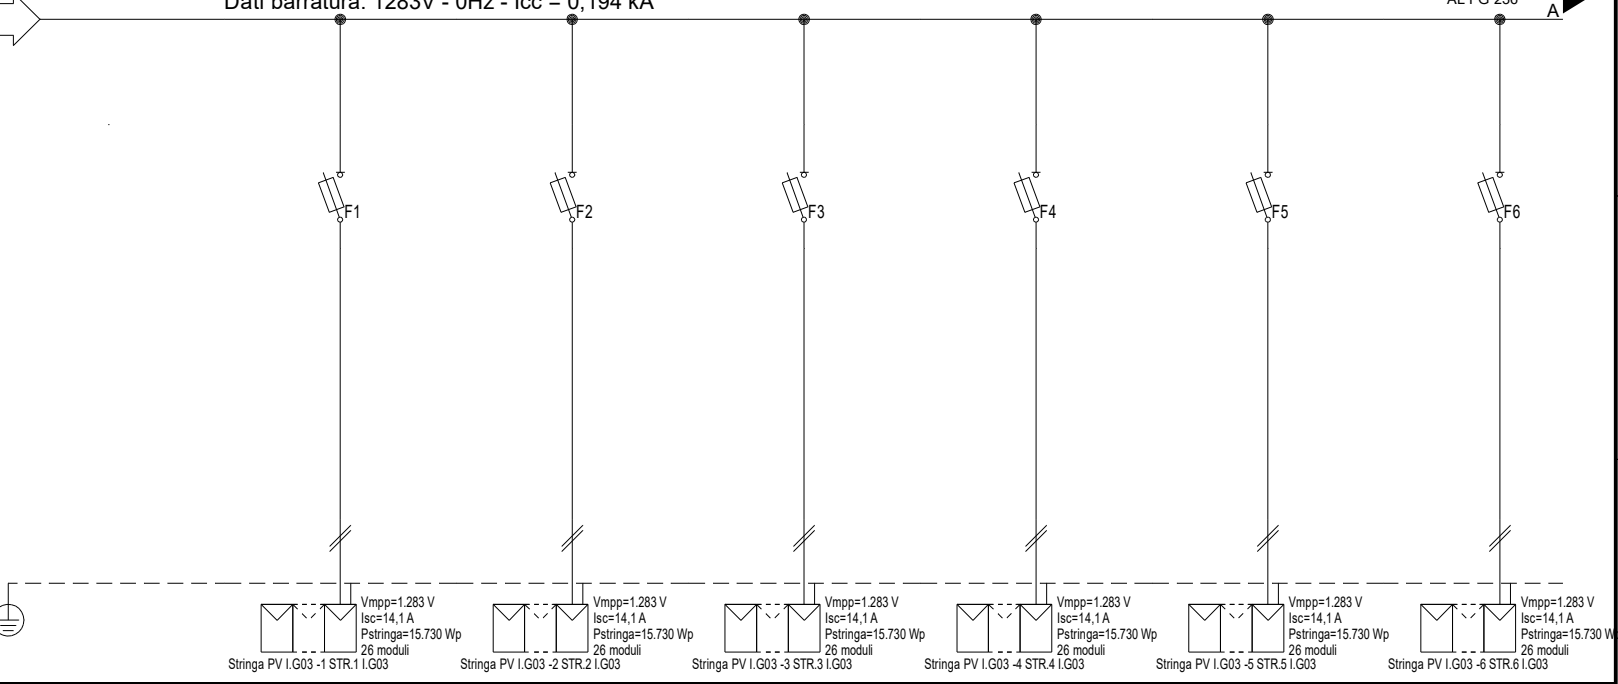 Dati barratura: 1283V - 0Hz - Icc = 0,194 kA
A
F1
F2
F3
F4
F5
F6
Vmpp=1.283 V
Isc=14,1 A
Pstringa=15.730 Wp
26 moduli
Stringa PV I.G03 -1 STR.1 I.G03
Vmpp=1.283 V
Isc=14,1 A
Pstringa=15.730 Wp
26 moduli
Stringa PV I.G03 -2 STR.2 I.G03
Vmpp=1.283 V
Isc=14,1 A
Pstringa=15.730 Wp
26 moduli
Stringa PV I.G03 -3 STR.3 I.G03
Vmpp=1.283 V
Isc=14,1 A
Pstringa=15.730 Wp
26 moduli
Stringa PV I.G03 -4 STR.4 I.G03
Vmpp=1.283 V
Isc=14,1 A
Pstringa=15.730 Wp
26 moduli
Stringa PV I.G03 -5 STR.5 I.G03
Vmpp=1.283 V
Isc=14,1 A
Pstringa=15.730 W
26 moduli
Stringa PV I.G03 -6 STR.6 I.G03